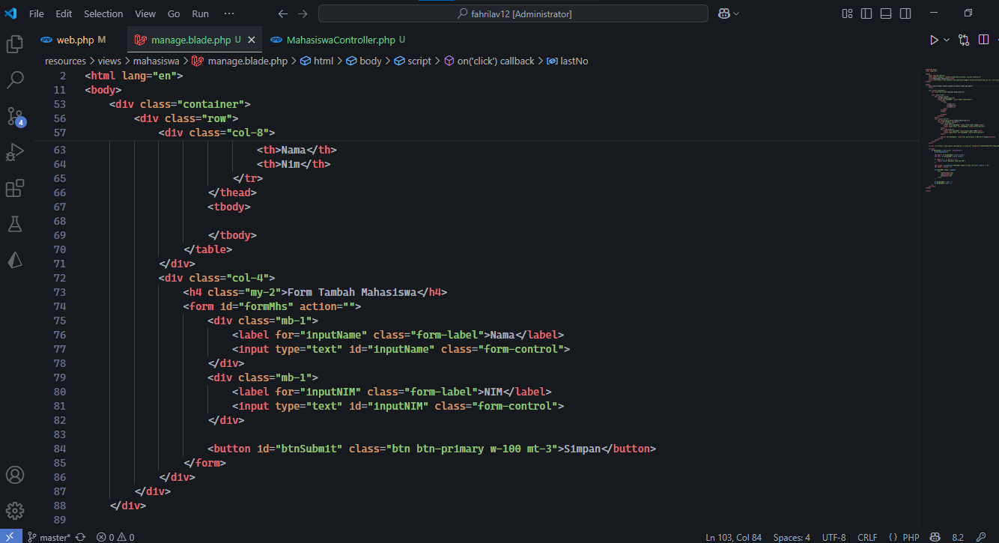 File Edit Selection View Go Run ··· fahrilav12 [Administrator]
web.php M manage.blade.php U MahasiswaController.php U
resources > views > mahasiswa > manage.blade.php > html > body > script > on('click') callback > lastNo
2 <html lang="en">
11 <body>
53 <div class="container">
56 <div class="row">
57 <div class="col-8">
63 <th>Nama</th>
64 <th>Nim</th>
65 </tr>
66 </thead>
67 <tbody>
68
69 </tbody>
70 </table>
71 </div>
72 <div class="col-4">
73 <h4 class="my-2">Form Tambah Mahasiswa</h4>
74 <form id="formMhs" action="">
75 <div class="mb-1">
76 <label for="inputName" class="form-label">Nama</label>
77 <input type="text" id="inputName" class="form-control">
78 </div>
79 <div class="mb-1">
80 <label for="inputNIM" class="form-label">NIM</label>
81 <input type="text" id="inputNIM" class="form-control">
82 </div>
83
84 <button id="btnSubmit" class="btn btn-primary w-100 mt-3">Simpan</button>
85 </form>
86 </div>
87 </div>
88 </div>
89
4
master* 0 0 Ln 103, Col 84 Spaces: 4 UTF-8 CRLF {} PHP 8.2